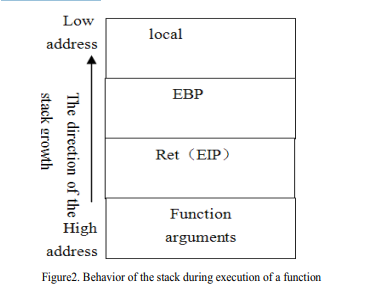 Low
address
local
EBP
The direction of the
stack growth
Ret（EIP）
High
address
Function
arguments
Figure2. Behavior of the stack during execution of a function